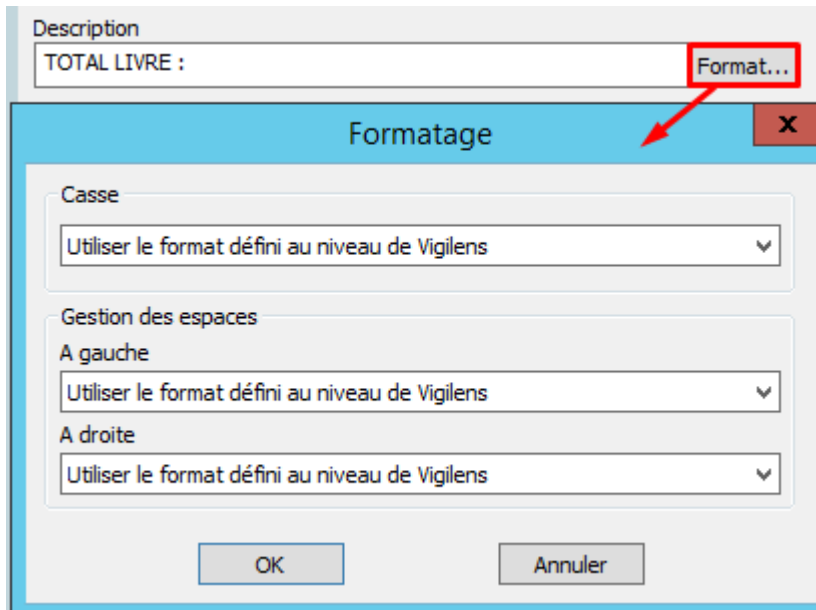 Description
TOTAL LIVRE :
Format...
Formatage
x
Casse
Utiliser le format défini au niveau de Vigilens
Gestion des espaces
A gauche
Utiliser le format défini au niveau de Vigilens
A droite
Utiliser le format défini au niveau de Vigilens
OK
Annuler